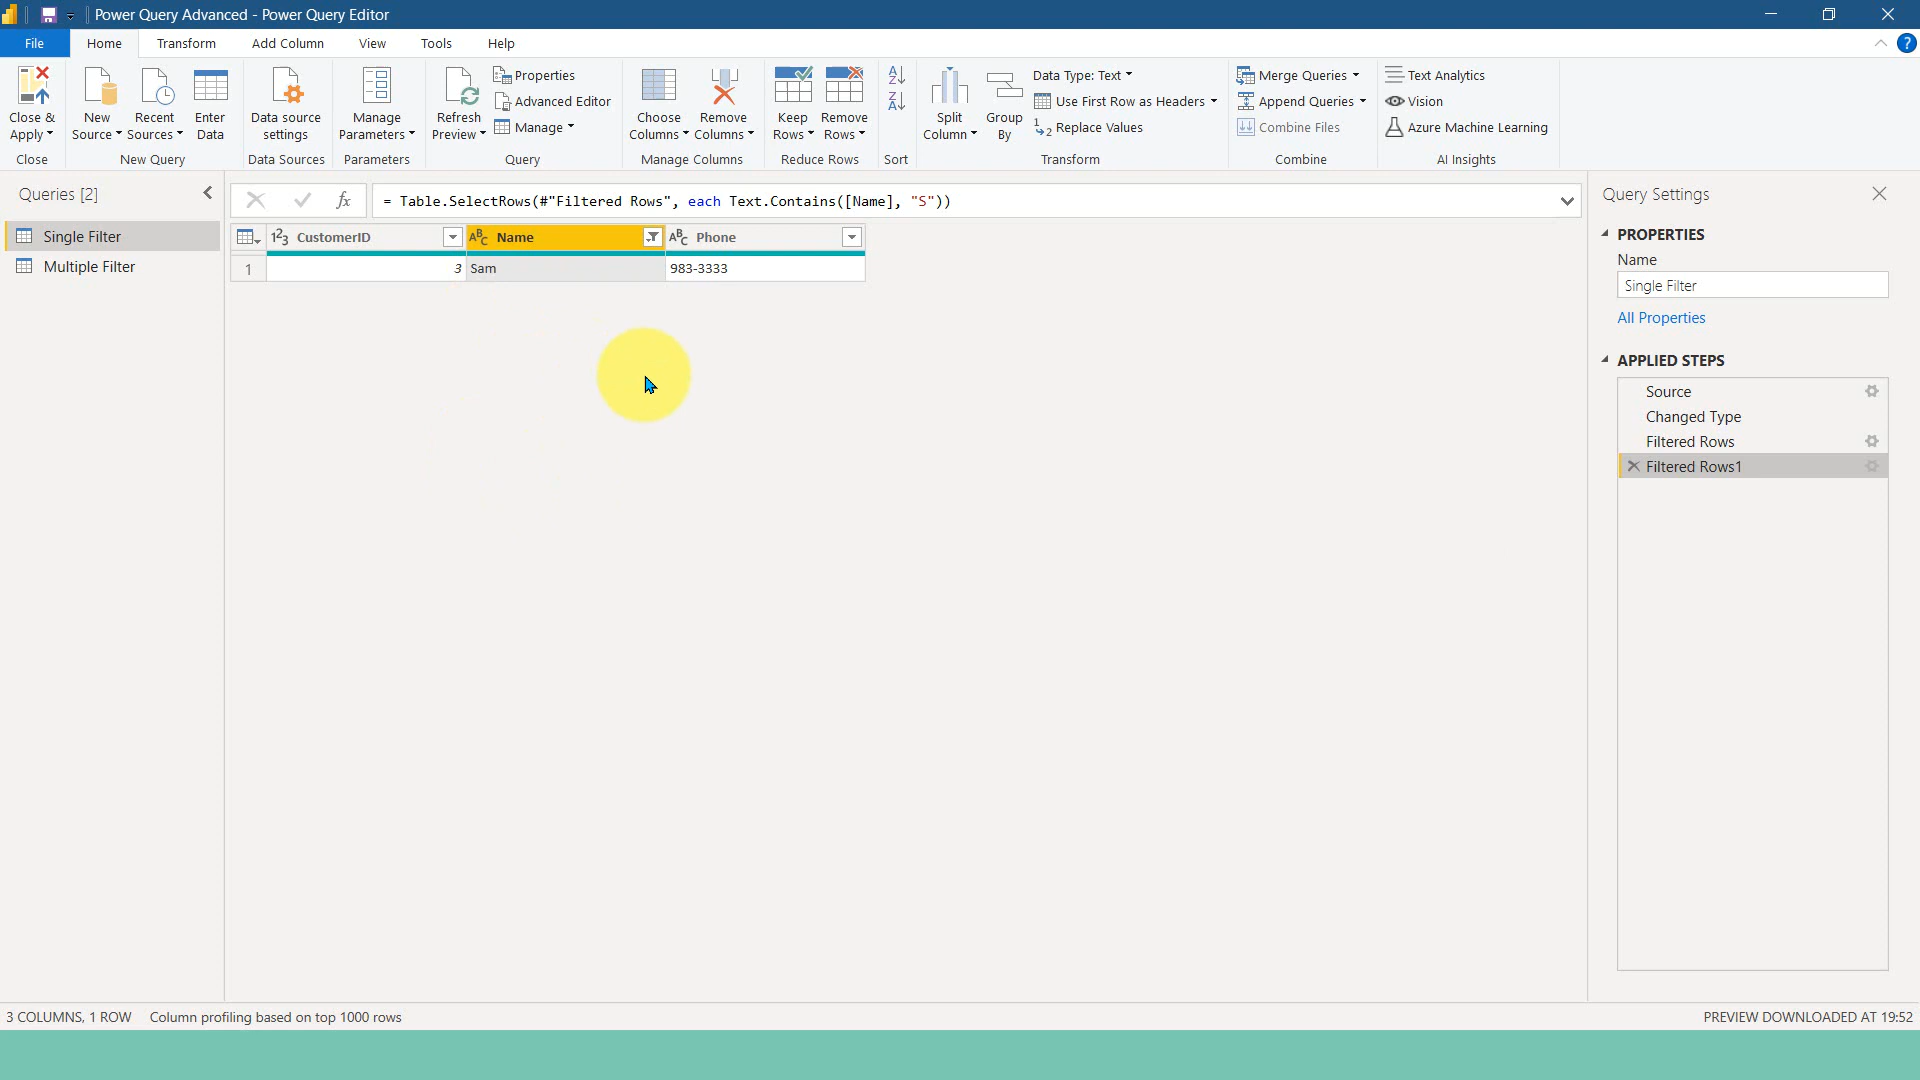 Power Query Advanced - Power Query Editor
File Home Transform Add Column View Tools Help
Close & Apply
Close
New Source
Recent Sources
Enter Data
New Query
Data source settings
Data Sources
Manage Parameters
Parameters
Refresh Preview
Properties
Advanced Editor
Manage
Query
Choose Columns
Remove Columns
Manage Columns
Keep Rows
Remove Rows
Reduce Rows
Sort
Split Column
Group By
Data Type: Text
Use First Row as Headers
Replace Values
Transform
Merge Queries
Append Queries
Combine Files
Combine
Text Analytics
Vision
Azure Machine Learning
AI Insights
Queries [2]
Single Filter
Multiple Filter
fx = Table.SelectRows(#"Filtered Rows", each Text.Contains([Name], "S"))
CustomerID Name Phone
1 3 Sam 983-3333
Query Settings
PROPERTIES
Name
Single Filter
All Properties
APPLIED STEPS
Source
Changed Type
Filtered Rows
Filtered Rows1
3 COLUMNS, 1 ROW Column profiling based on top 1000 rows
PREVIEW DOWNLOADED AT 19:52